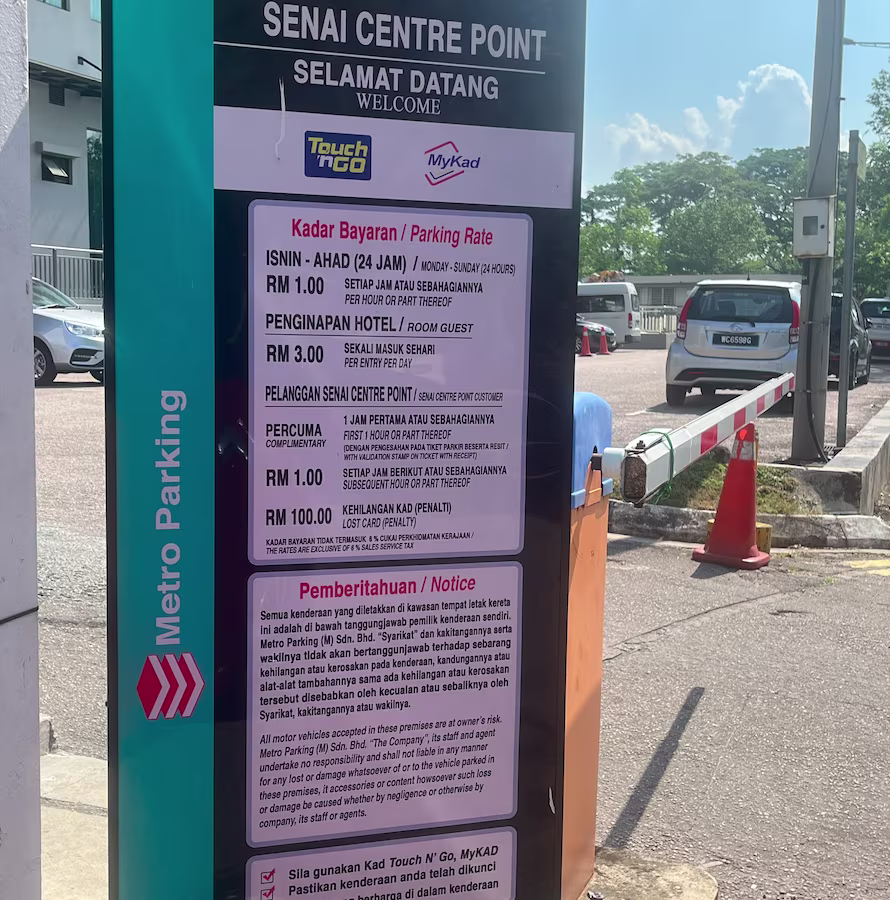 SENAI CENTRE POINT
SELAMAT DATANG
WELCOME
Touch 'n GO
MyKad
Kadar Bayaran / Parking Rate
ISNIN - AHAD (24 JAM) / MONDAY - SUNDAY (24 HOURS)
RM 1.00 SETIAP JAM ATAU SEBAHAGIANNYA
PER HOUR OR PART THEREOF
PENGINAPAN HOTEL / ROOM GUEST
RM 3.00 SEKALI MASUK SEHARI
PER ENTRY PER DAY
PELANGGAN SENAI CENTRE POINT / SENAI CENTRE POINT CUSTOMER
PERCUMA 1 JAM PERTAMA ATAU SEBAHAGIANNYA
COMPLIMENTARY FIRST 1 HOUR OR PART THEREOF
(DENGAN PENGESAHAN PADA TIKET PARKIR BESERTA RESIT /
WITH VALIDATION STAMP ON TICKET WITH RECEIPT)
RM 1.00 SETIAP JAM BERIKUT ATAU SEBAHAGIANNYA
SUBSEQUENT HOUR OR PART THEREOF
RM 100.00 KEHILANGAN KAD (PENALTI)
LOST CARD (PENALTY)
KADAR BAYARAN TIDAK TERMASUK 6 % CUKAI PERKHIDMATAN KERAJAAN /
THE RATES ARE EXCLUSIVE OF 6 % SALES SERVICE TAX
Pemberitahuan / Notice
Semua kenderaan yang diletakkan di kawasan tempat letak kereta
ini adalah di bawah tanggungjawab pemilik kenderaan sendiri.
Metro Parking (M) Sdn. Bhd. "Syarikat" dan kakitangannya serta
wakilnya tidak akan bertanggunjawab terhadap sebarang
kehilangan atau kerosakan pada kenderaan, kandungannya atau
alat-alat tambahannya sama ada kehilangan atau kerosakan
tersebut disebabkan oleh kecualan atau sebaliknya oleh
Syarikat, kakitangannya atau wakilnya.
All motor vehicles accepted in these premises are at owner's risk.
Metro Parking (M) Sdn. Bhd. "The Company", its staff and agent
undertake no responsibility and shall not liable in any manner
for any lost or damage whatsoever of or to the vehicle parked in
these premises, it accessories or content howsoever such loss
or damage be caused whether by negligence or otherwise by
company, its staff or agents.
Sila gunakan Kad Touch N' Go, MyKAD
Pastikan kenderaan anda telah dikunci
berharga di dalam kenderaan
Metro Parking
WC6598G